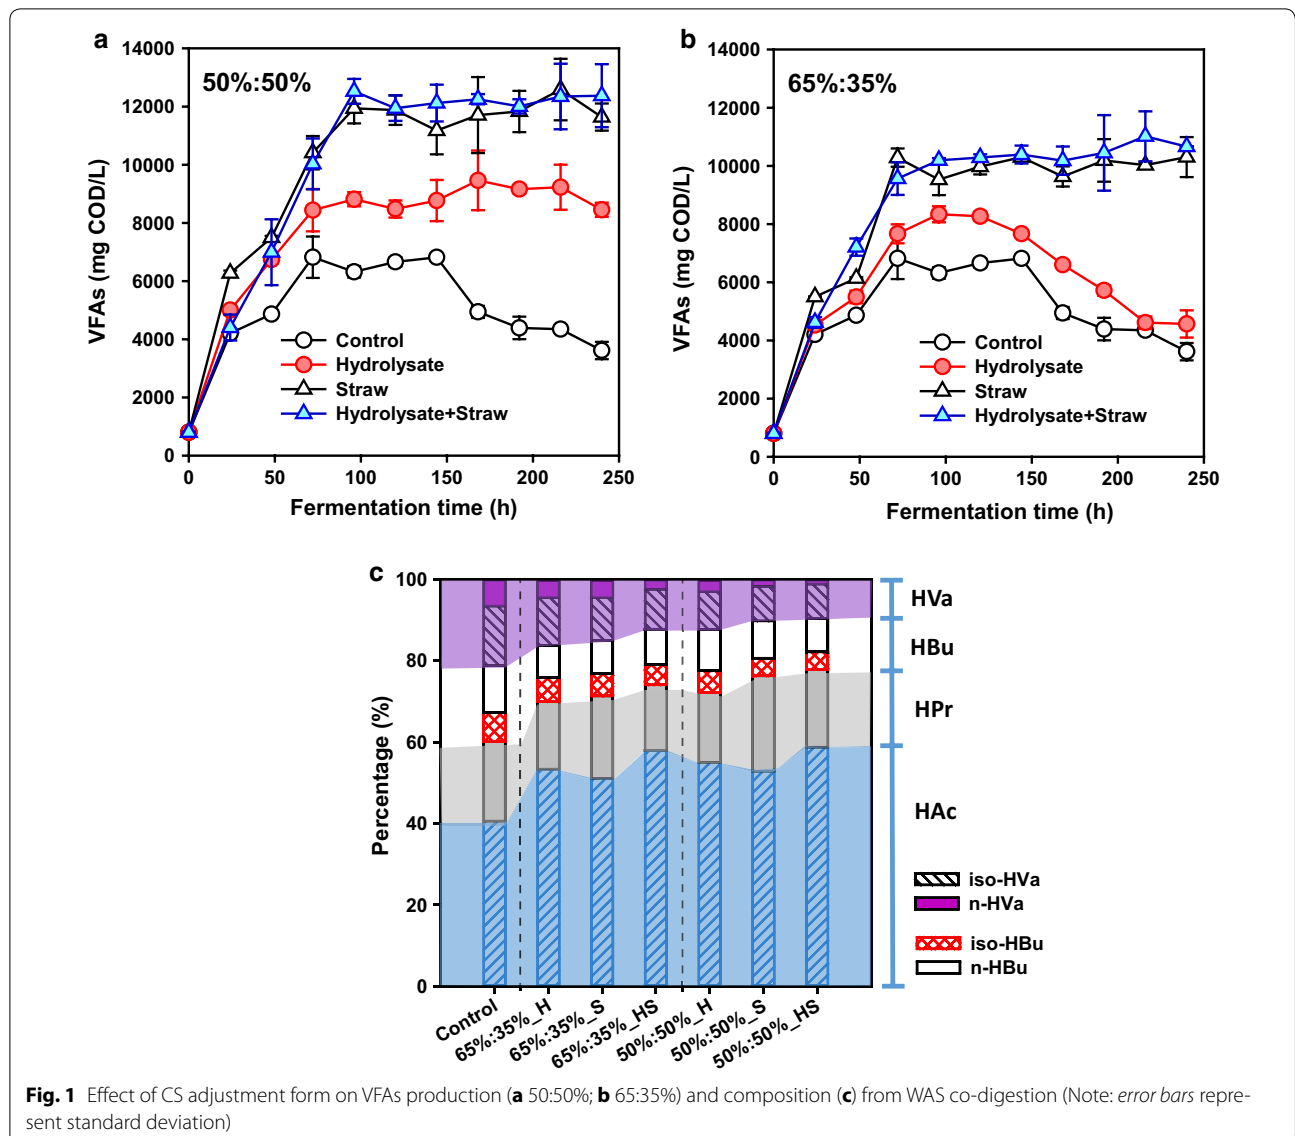 a
50%:50%
14000
12000
10000
8000
6000
4000
2000
0
VFAs (mg COD/L)
Control
Hydrolysate
Straw
Hydrolysate+Straw
0 50 100 150 200 250
Fermentation time (h)
b
65%:35%
14000
12000
10000
8000
6000
4000
2000
0
VFAs (mg COD/L)
Control
Hydrolysate
Straw
Hydrolysate+Straw
0 50 100 150 200 250
Fermentation time (h)
c
100
80
60
40
20
0
Percentage (%)
Control
65%:35%_H
65%:35%_S
65%:35%_HS
50%:50%_H
50%:50%_S
50%:50%_HS
HVa
HBu
HPr
HAc
iso-HVa
n-HVa
iso-HBu
n-HBu
Fig. 1 Effect of CS adjustment form on VFAs production (a 50:50%; b 65:35%) and composition (c) from WAS co-digestion (Note: error bars repre-
sent standard deviation)